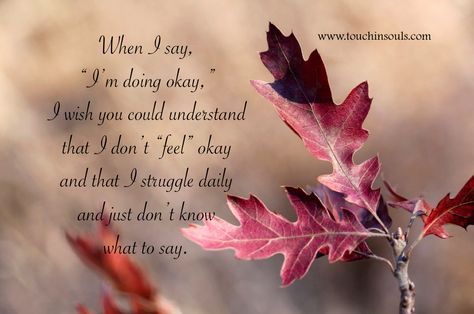 www.touchinsouls.com
When I say,
“I’m doing okay,”
I wish you could understand
that I don’t “feel” okay
and that I struggle daily
and just don’t know
what to say.